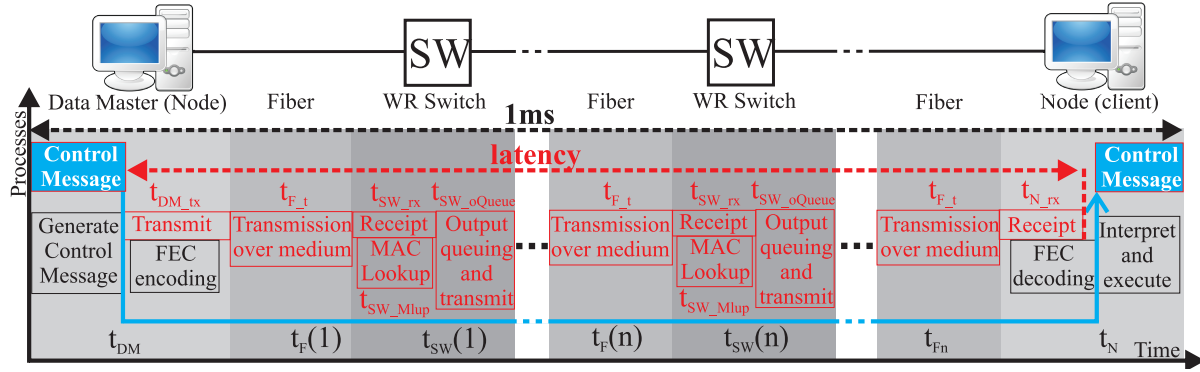 SW
SW
Data Master (Node)
Fiber
WR Switch
Fiber
WR Switch
Fiber
Node (client)
1ms
Processes
Control
Message
latency
Control
Message
t_DM_tx
t_F_t
t_SW_rx
t_SW_oQueue
t_F_t
t_SW_rx
t_SW_oQueue
t_F_t
t_N_rx
Generate
Control
Message
Transmit
FEC
encoding
Transmission
over medium
Receipt
MAC
Lookup
t_SW_Mlup
Output
queuing
and
transmit
Transmission
over medium
Receipt
MAC
Lookup
t_SW_Mlup
Output
queuing
and
transmit
Transmission
over medium
Receipt
FEC
decoding
Interpret
and
execute
t_DM
t_F(1)
t_SW(1)
t_F(n)
t_SW(n)
t_Fn
t_N
Time